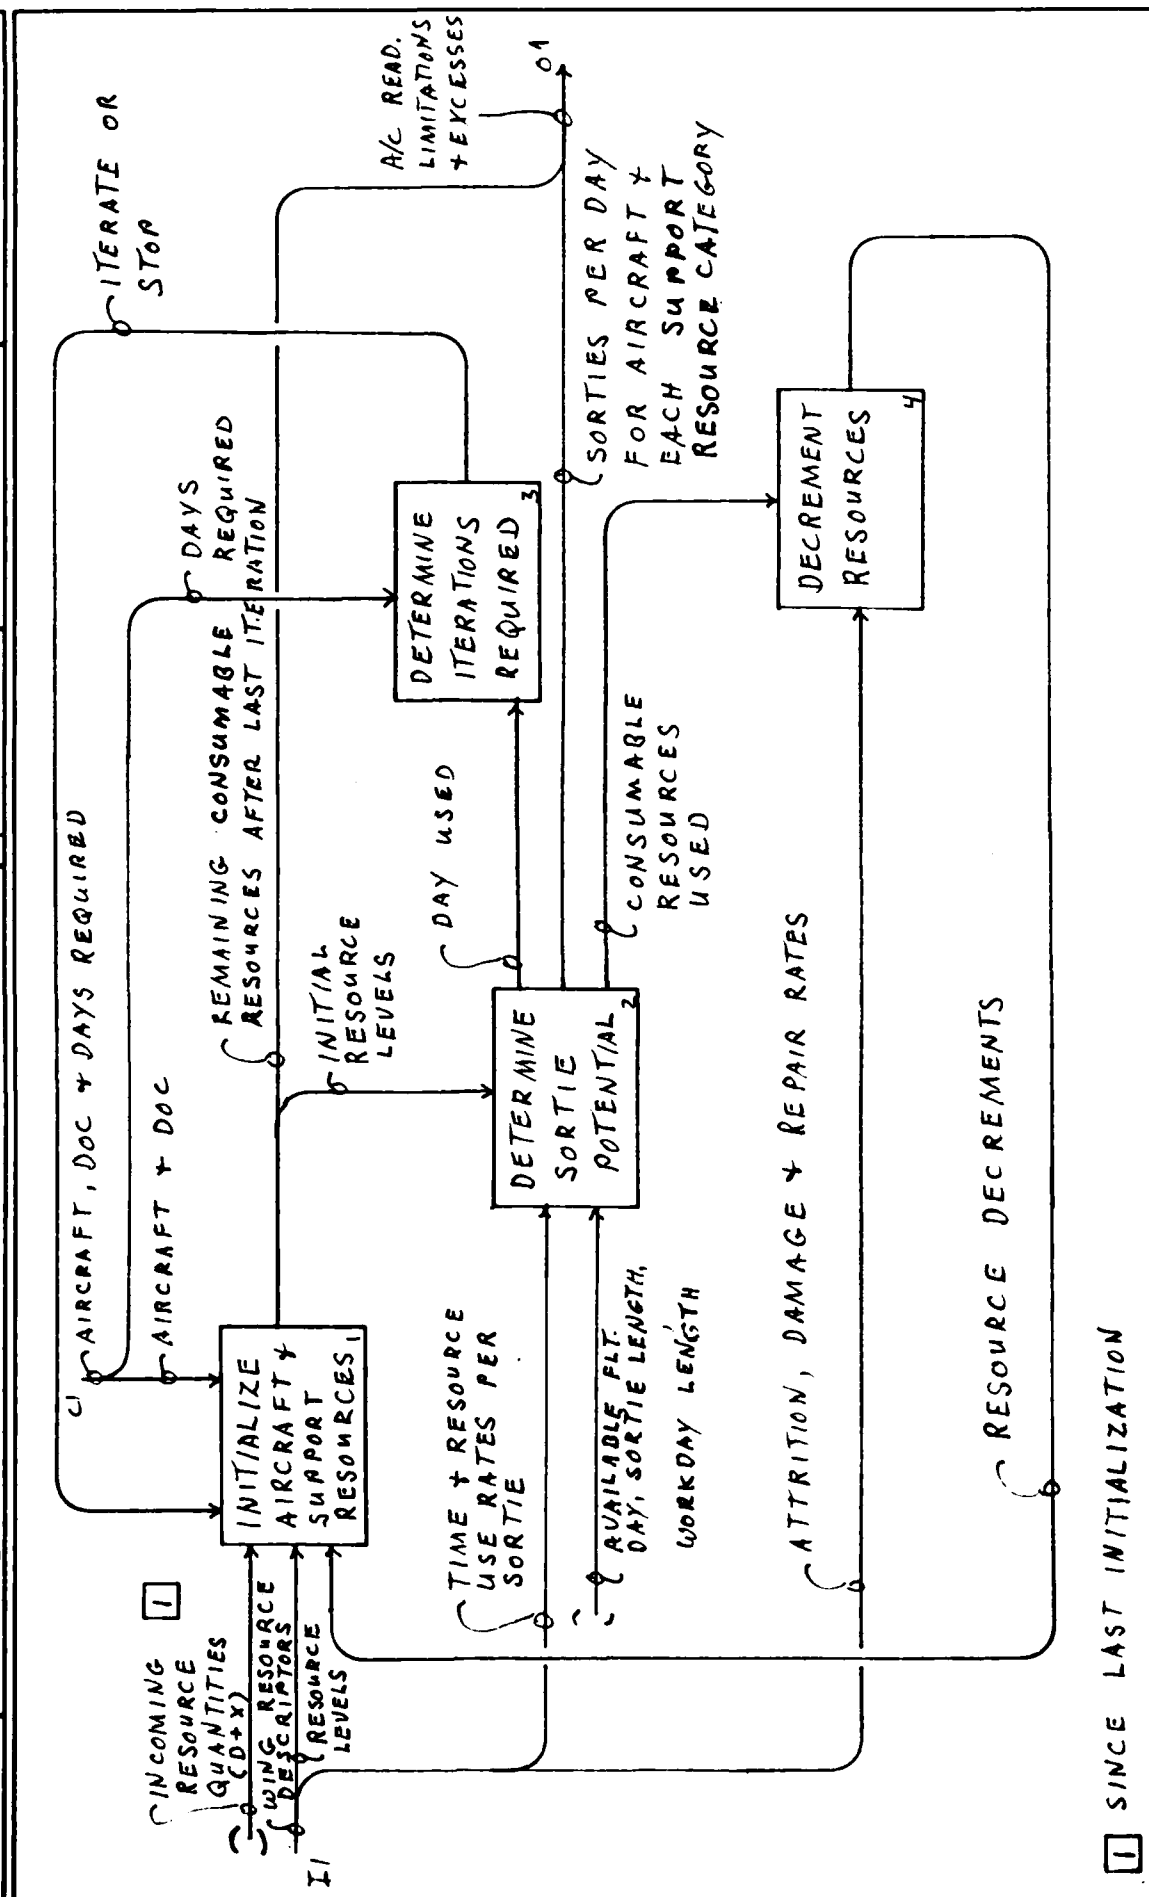 C1
AIRCRAFT, DOC + DAYS REQUIRED
AIRCRAFT + DOC
ITERATE OR
STOP
DAYS
REQUIRED
REMAINING CONSUMABLE
RESOURCES AFTER LAST ITERATION
A/C READ.
LIMITATIONS
+ EXCESSES
O1
INCOMING
RESOURCE
QUANTITIES
(D+X)
1
WING RESOURCE
DESCRIPTORS
RESOURCE
LEVELS
I1
INITIALIZE
AIRCRAFT +
SUPPORT
RESOURCES 1
INITIAL
RESOURCE
LEVELS
DAY USED
DETERMINE
ITERATIONS
REQUIRED 3
SORTIES PER DAY
FOR AIRCRAFT +
EACH SUPPORT
RESOURCE CATEGORY
TIME + RESOURCE
USE RATES PER
SORTIE
DETERMINE
SORTIE
POTENTIAL 2
AVAILABLE FLT.
DAY, SORTIE LENGTH,
WORKDAY LENGTH
CONSUMABLE
RESOURCES
USED
DECREMENT
RESOURCES 4
ATTRITION, DAMAGE + REPAIR RATES
RESOURCE DECREMENTS
1 SINCE LAST INITIALIZATION